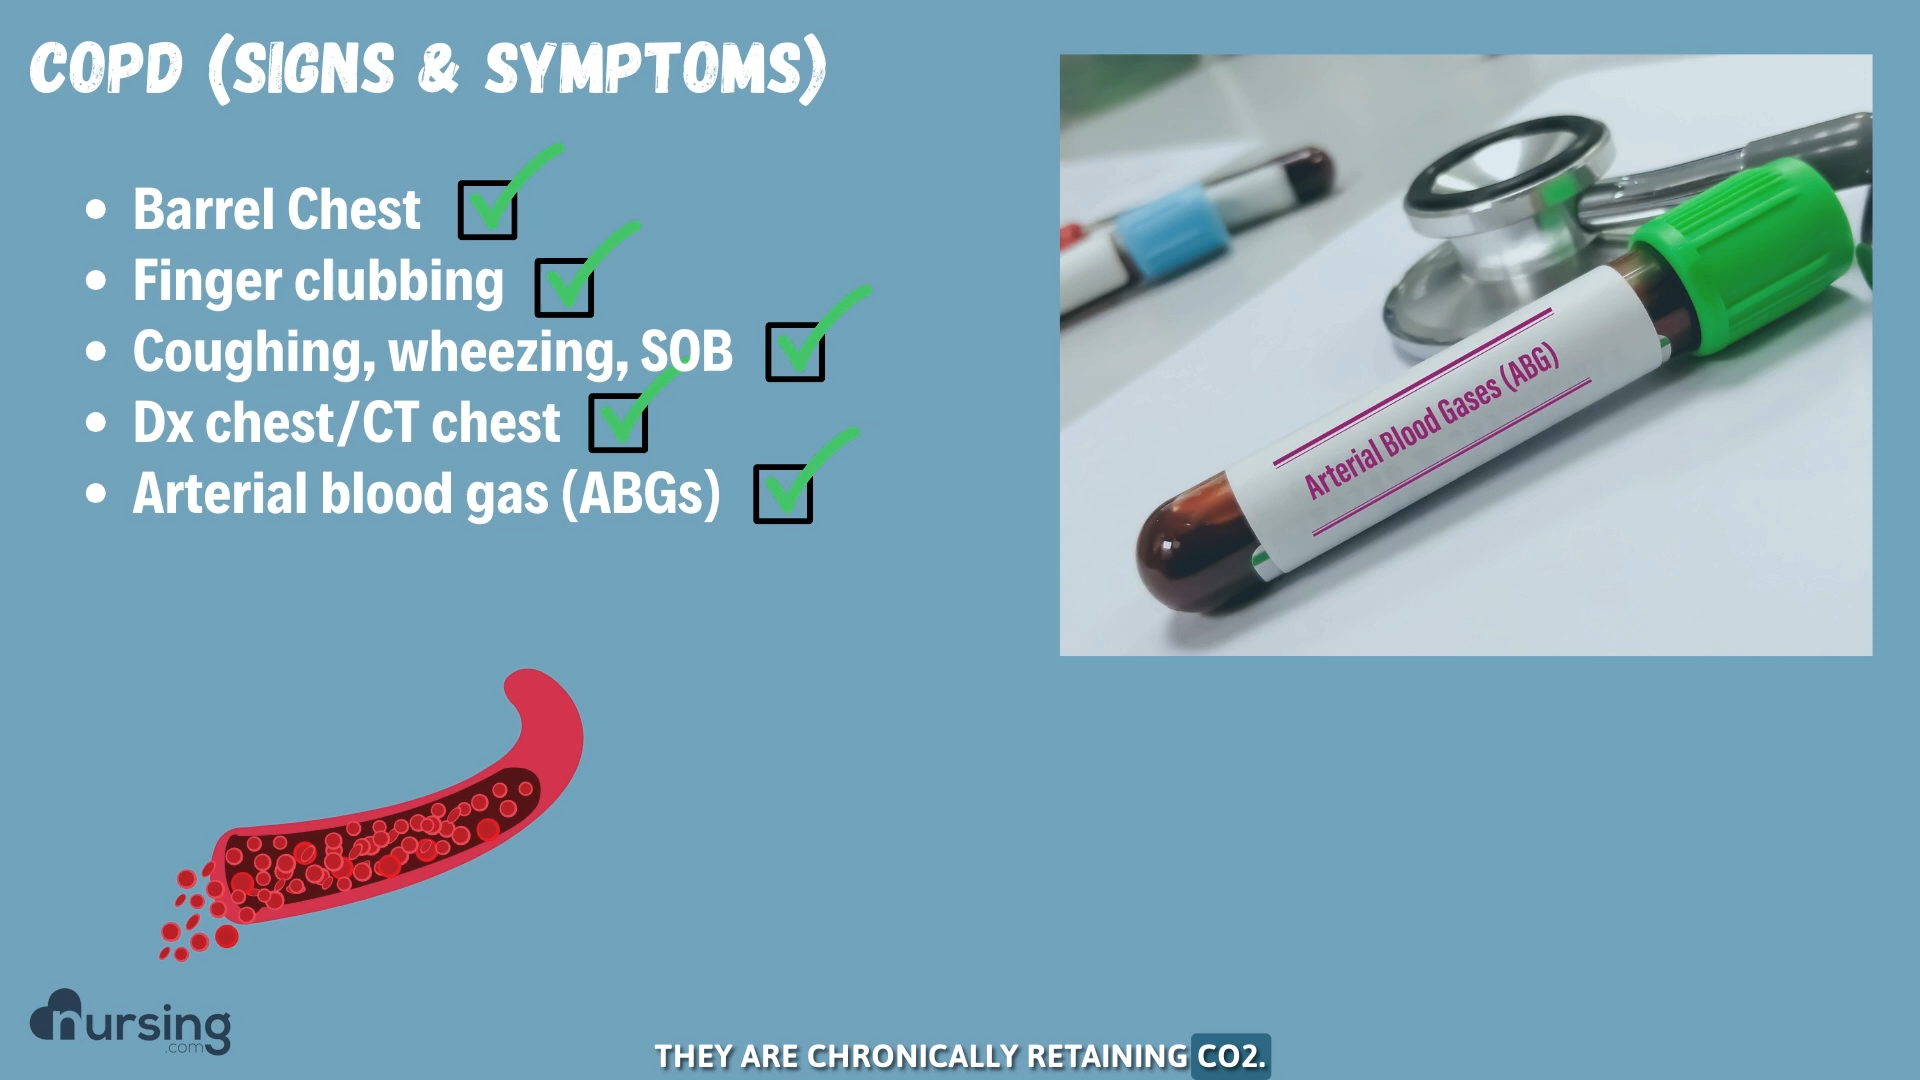 COPD (SIGNS & SYMPTOMS)
• Barrel Chest
• Finger clubbing
• Coughing, wheezing, SOB
• Dx chest/CT chest
• Arterial blood gas (ABGs)
Arterial Blood Gases (ABG)
nursing
.com
THEY ARE CHRONICALLY RETAINING CO2.